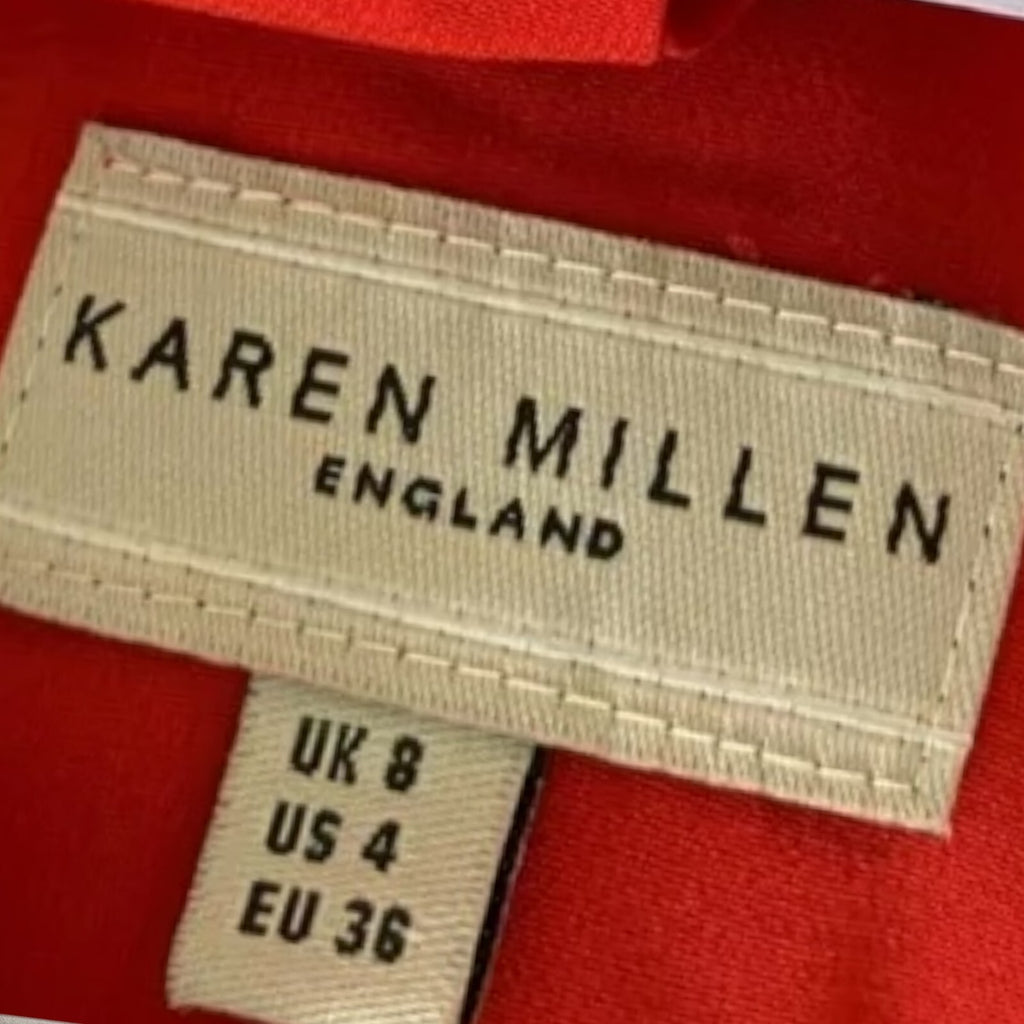 KAREN MILLEN
ENGLAND
UK 8
US 4
EU 36